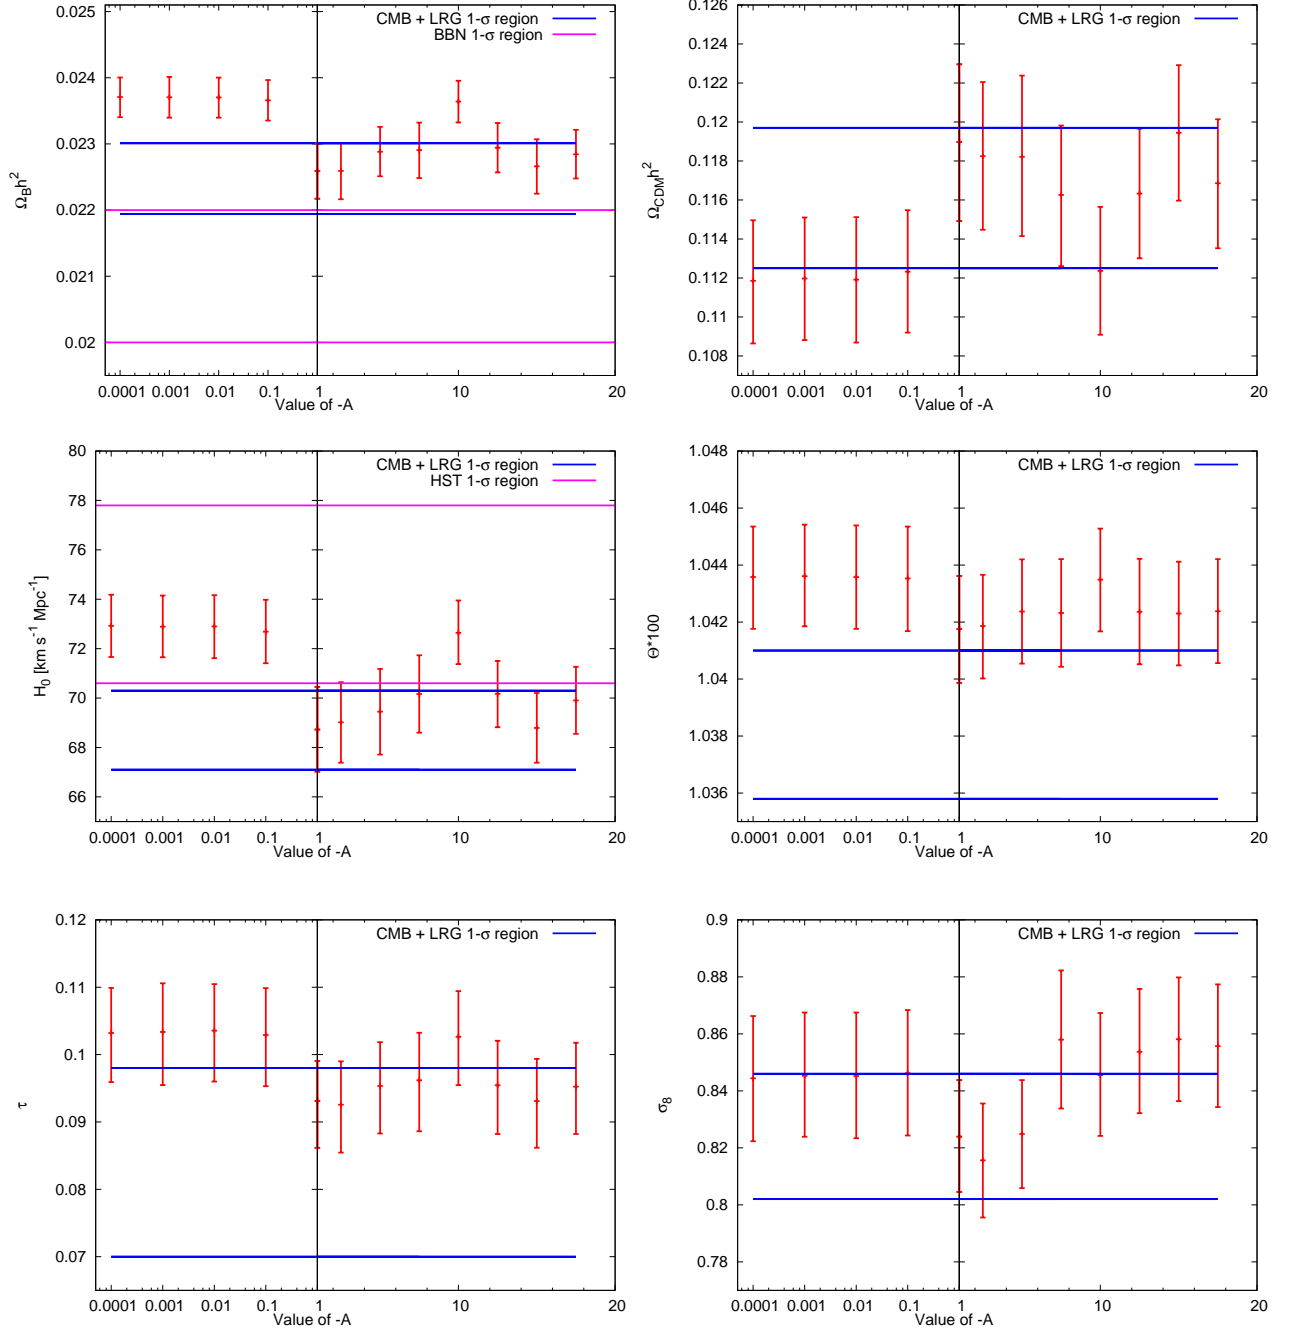 0.025
0.024
0.023
0.022
0.021
0.02
Ω_B h²
CMB + LRG 1-σ region
BBN 1-σ region
0.0001 0.001 0.01 0.1 1 10 20
Value of -A
0.126
0.124
0.122
0.12
0.118
0.116
0.114
0.112
0.11
0.108
Ω_CDM h²
CMB + LRG 1-σ region
0.0001 0.001 0.01 0.1 1 10 20
Value of -A
80
78
76
74
72
70
68
66
H₀ [km s⁻¹ Mpc⁻¹]
CMB + LRG 1-σ region
HST 1-σ region
0.0001 0.001 0.01 0.1 1 10 20
Value of -A
1.048
1.046
1.044
1.042
1.04
1.038
1.036
Θ*100
CMB + LRG 1-σ region
0.0001 0.001 0.01 0.1 1 10 20
Value of -A
0.12
0.11
0.1
0.09
0.08
0.07
τ
CMB + LRG 1-σ region
0.0001 0.001 0.01 0.1 1 10 20
Value of -A
0.9
0.88
0.86
0.84
0.82
0.8
0.78
σ₈
CMB + LRG 1-σ region
0.0001 0.001 0.01 0.1 1 10 20
Value of -A